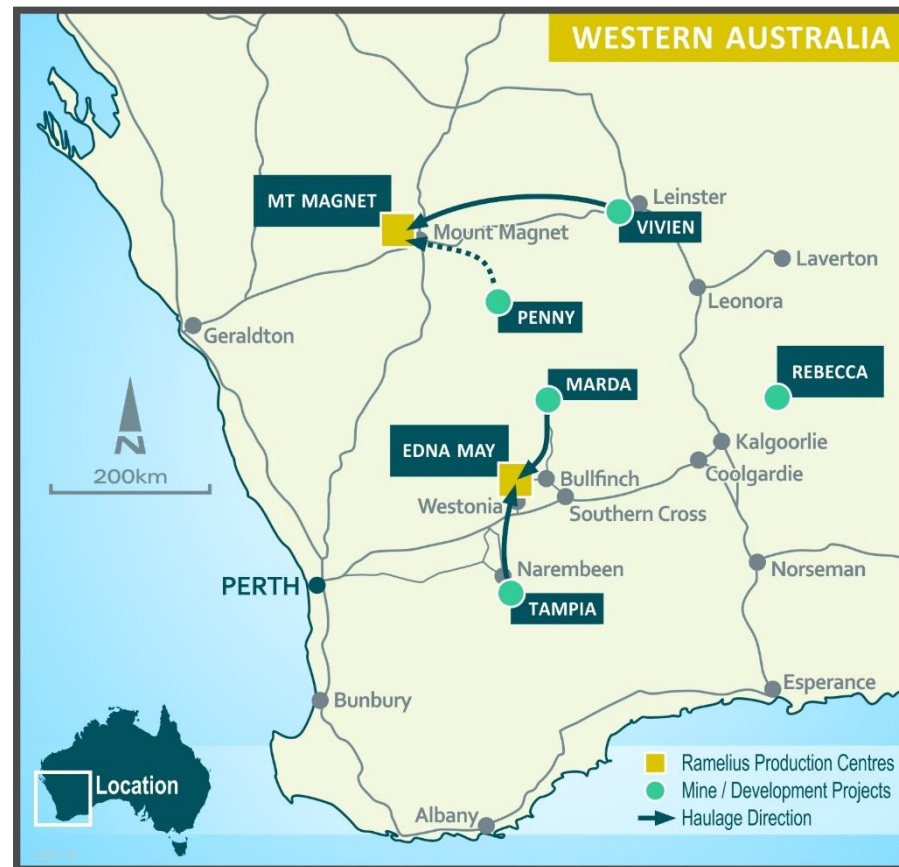 WESTERN AUSTRALIA
MT MAGNET
Leinster
VIVIEN
Mount Magnet
Laverton
Leonora
PENNY
Geraldton
REBECCA
MARDA
N
200km
EDNA MAY
Kalgoorlie
Coolgardie
Bullfinch
Westonia
Southern Cross
Narembeen
Norseman
PERTH
TAMPIA
Esperance
Bunbury
Location
Ramelius Production Centres
Mine / Development Projects
Haulage Direction
Albany